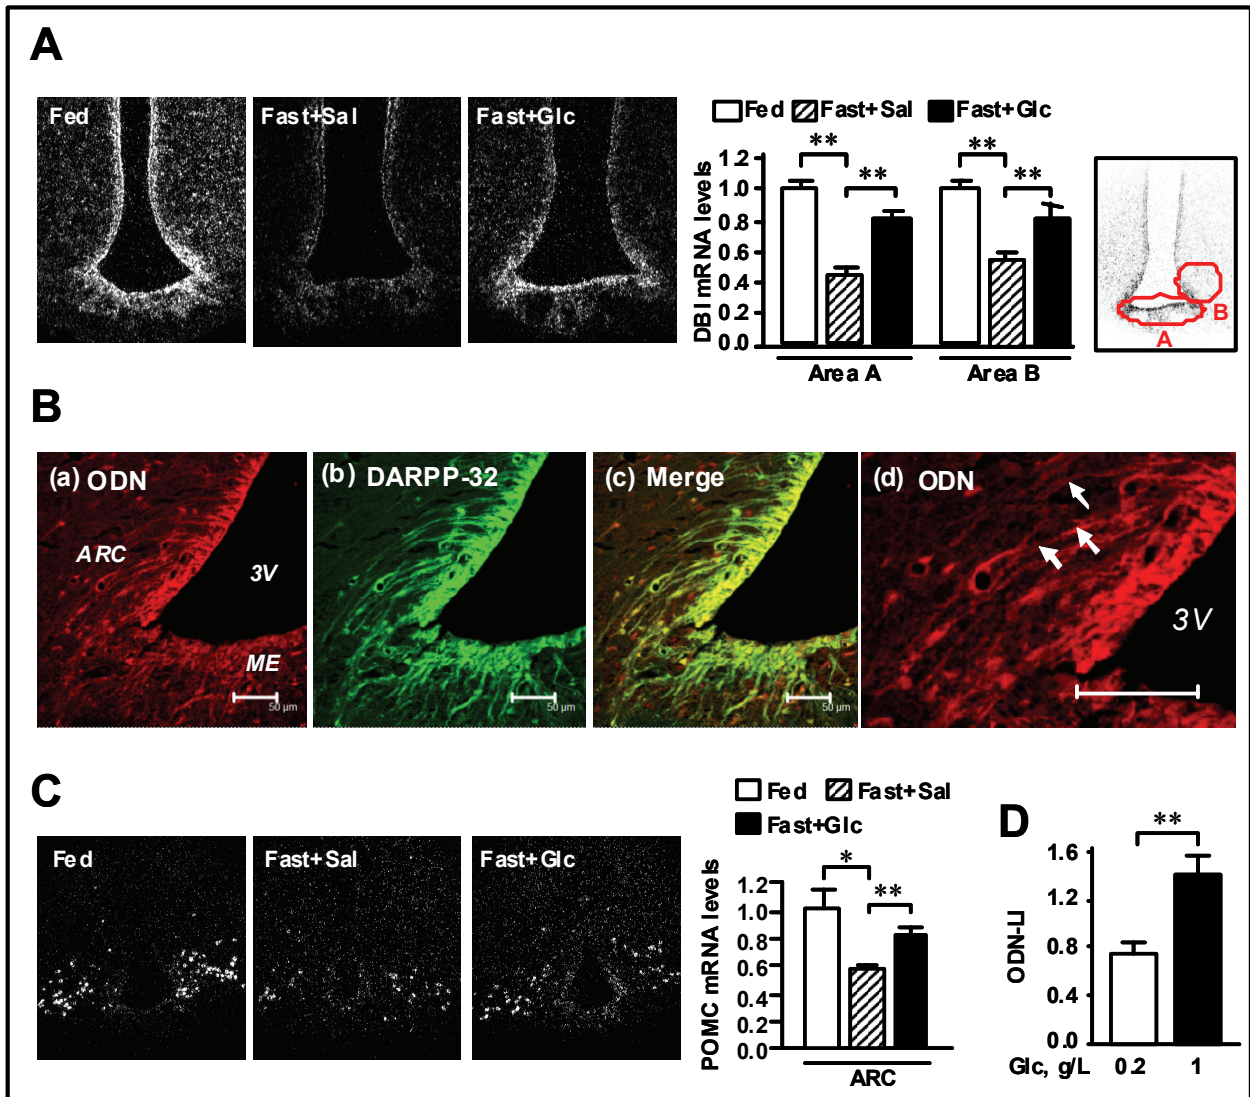 A
Fed
Fast+Sal
Fast+Glc
Fed Fast+Sal Fast+Glc
DBI mRNA levels
1.2
1.0
0.8
0.6
0.4
0.2
0.0
** ** ** **
Area A Area B
A
B
B
(a) ODN
ARC
3V
ME
50 µm
(b) DARPP-32
50 µm
(c) Merge
50 µm
(d) ODN
3V
C
Fed
Fast+Sal
Fast+Glc
Fed Fast+Sal
Fast+Glc
POMC mRNA levels
1.2
1.0
0.8
0.6
0.4
0.2
0.0
* **
ARC
D
**
ODN-LI
1.6
1.2
0.8
0.4
0.0
Glc, g/L 0.2 1